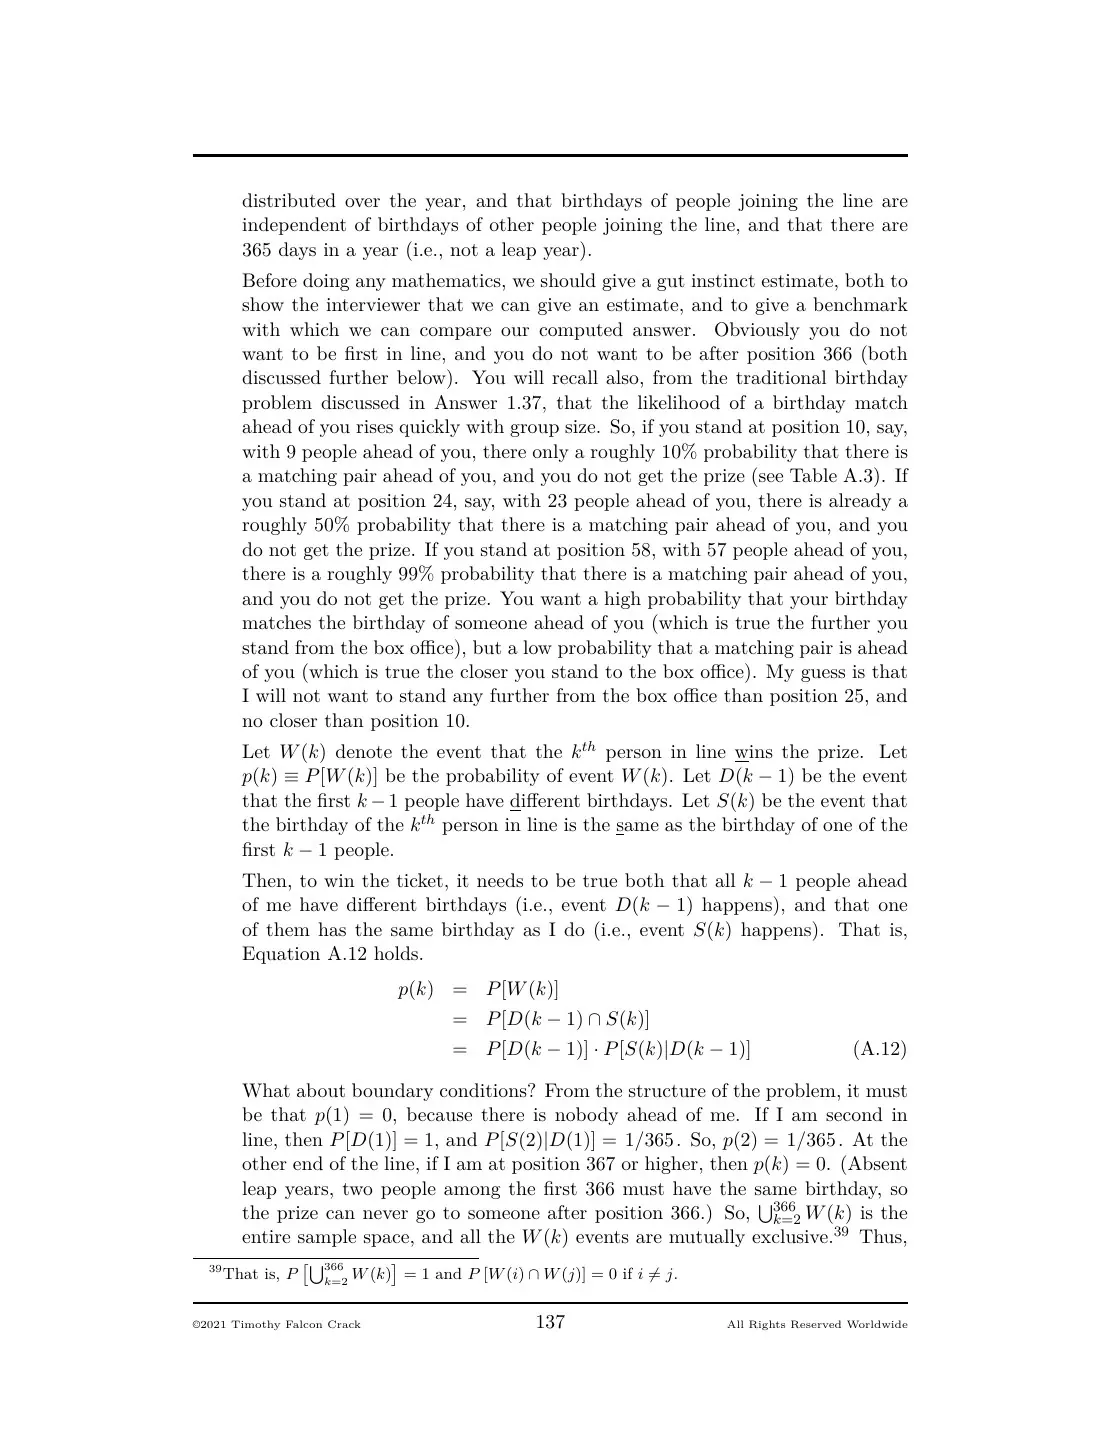 distributed over the year, and that birthdays of people joining the line are
independent of birthdays of other people joining the line, and that there are
365 days in a year (i.e., not a leap year).
Before doing any mathematics, we should give a gut instinct estimate, both to
show the interviewer that we can give an estimate, and to give a benchmark
with which we can compare our computed answer. Obviously you do not
want to be first in line, and you do not want to be after position 366 (both
discussed further below). You will recall also, from the traditional birthday
problem discussed in Answer 1.37, that the likelihood of a birthday match
ahead of you rises quickly with group size. So, if you stand at position 10, say,
with 9 people ahead of you, there only a roughly 10% probability that there is
a matching pair ahead of you, and you do not get the prize (see Table A.3). If
you stand at position 24, say, with 23 people ahead of you, there is already a
roughly 50% probability that there is a matching pair ahead of you, and you
do not get the prize. If you stand at position 58, with 57 people ahead of you,
there is a roughly 99% probability that there is a matching pair ahead of you,
and you do not get the prize. You want a high probability that your birthday
matches the birthday of someone ahead of you (which is true the further you
stand from the box office), but a low probability that a matching pair is ahead
of you (which is true the closer you stand to the box office). My guess is that
I will not want to stand any further from the box office than position 25, and
no closer than position 10.
Let W(k) denote the event that the k^{th} person in line wins the prize. Let
p(k) ≡ P[W(k)] be the probability of event W(k). Let D(k − 1) be the event
that the first k − 1 people have different birthdays. Let S(k) be the event that
the birthday of the k^{th} person in line is the same as the birthday of one of the
first k − 1 people.
Then, to win the ticket, it needs to be true both that all k − 1 people ahead
of me have different birthdays (i.e., event D(k − 1) happens), and that one
of them has the same birthday as I do (i.e., event S(k) happens). That is,
Equation A.12 holds.
p(k) = P[W(k)]
= P[D(k − 1) ∩ S(k)]
= P[D(k − 1)] · P[S(k)|D(k − 1)] (A.12)
What about boundary conditions? From the structure of the problem, it must
be that p(1) = 0, because there is nobody ahead of me. If I am second in
line, then P[D(1)] = 1, and P[S(2)|D(1)] = 1/365. So, p(2) = 1/365. At the
other end of the line, if I am at position 367 or higher, then p(k) = 0. (Absent
leap years, two people among the first 366 must have the same birthday, so
the prize can never go to someone after position 366.) So, ⋃_{k=2}^{366} W(k) is the
entire sample space, and all the W(k) events are mutually exclusive.^{39} Thus,
^{39}That is, P [⋃_{k=2}^{366} W(k)] = 1 and P [W(i) ∩ W(j)] = 0 if i ≠ j.
©2021 Timothy Falcon Crack 137 All Rights Reserved Worldwide